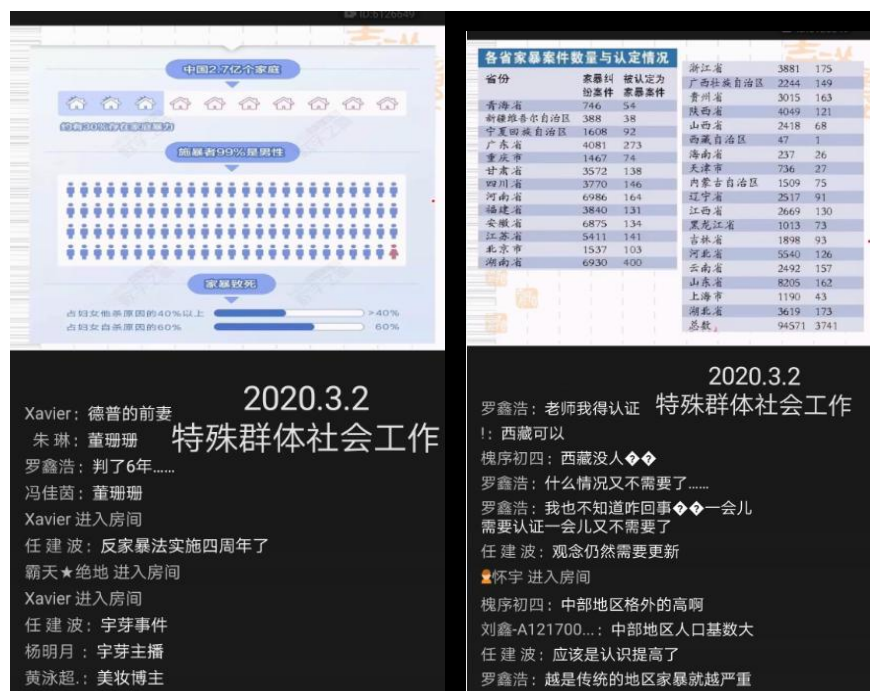 ID:6126649
中国2.7亿个家庭
约有30%存在家庭暴力
施暴者99%是男性
家暴致死
占妇女他杀原因的40%以上 >40%
占妇女自杀原因的60% 60%
2020.3.2
特殊群体社会工作
Xavier：德普的前妻
朱 琳：董珊珊
罗鑫浩：判了6年......
冯佳茵：董珊珊
Xavier 进入房间
任 建 波：反家暴法实施四周年了
霸天★绝地 进入房间
Xavier 进入房间
任 建 波：宇芽事件
杨明月 ：宇芽主播
黄泳超.：美妆博主
各省家暴案件数量与认定情况
省份 家暴纠纷案件 被认定为家暴案件
青海省 746 54
新疆维吾尔自治区 388 38
宁夏回族自治区 1608 92
广东省 4081 273
重庆市 1467 74
甘肃省 3572 138
四川省 3770 146
河南省 6986 164
福建省 3840 131
安徽省 6875 134
江苏省 5411 141
北京市 1537 103
湖南省 6930 400
浙江省 3881 175
广西壮族自治区 2244 149
贵州省 3015 163
陕西省 4049 121
山西省 2418 68
西藏自治区 47 1
海南省 237 26
天津市 736 27
内蒙古自治区 1509 75
辽宁省 2517 91
江西省 2669 130
黑龙江省 1013 73
吉林省 1898 93
河北省 5540 126
云南省 2492 157
山东省 8205 162
上海市 1190 43
湖北省 3619 173
总数 94571 3741
2020.3.2
特殊群体社会工作
罗鑫浩：老师我得认证
!：西藏可以
槐序初四：西藏没人��
罗鑫浩：什么情况又不需要了......
罗鑫浩：我也不知道咋回事��一会儿
需要认证一会儿又不需要了
任 建 波：观念仍然需要更新
怀宇 进入房间
槐序初四：中部地区格外的高啊
刘鑫-A121700...：中部地区人口基数大
任 建 波：应该是认识提高了
罗鑫浩：越是传统的地区家暴就越严重